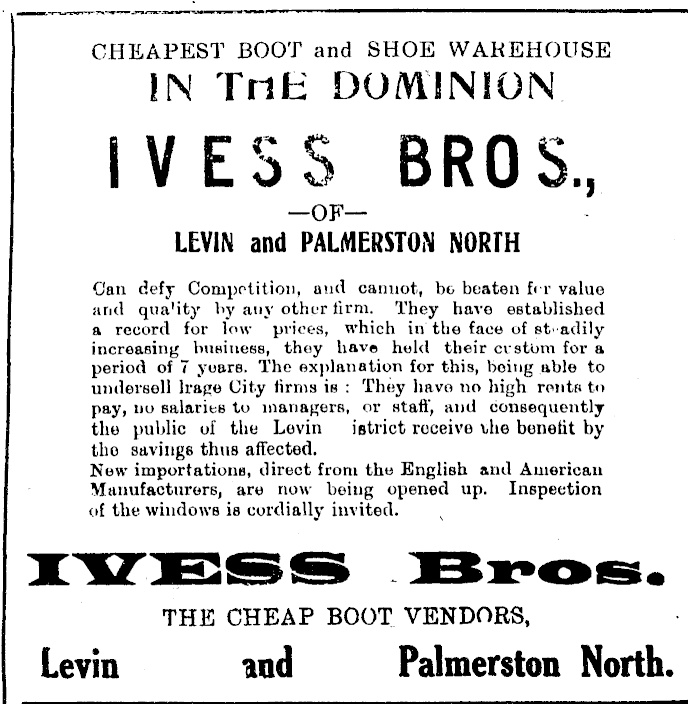 CHEAPEST BOOT and SHOE WAREHOUSE
IN THE DOMINION
IVESS BROS.,
—OF—
LEVIN and PALMERSTON NORTH
Can defy Competition, and cannot, be beaten for value
and quality by any other firm. They have established
a record for low prices, which in the face of steadily
increasing business, they have held their custom for a
period of 7 years. The explanation for this, being able to
undersell lrage City firms is : They have no high rents to
pay, no salaries to managers, or staff, and consequently
the public of the Levin istrict receive the benefit by
the savings thus affected.
New importations, direct from the English and American
Manufacturers, are now being opened up. Inspection
of the windows is cordially invited.
IVESS Bros.
THE CHEAP BOOT VENDORS,
Levin and Palmerston North.